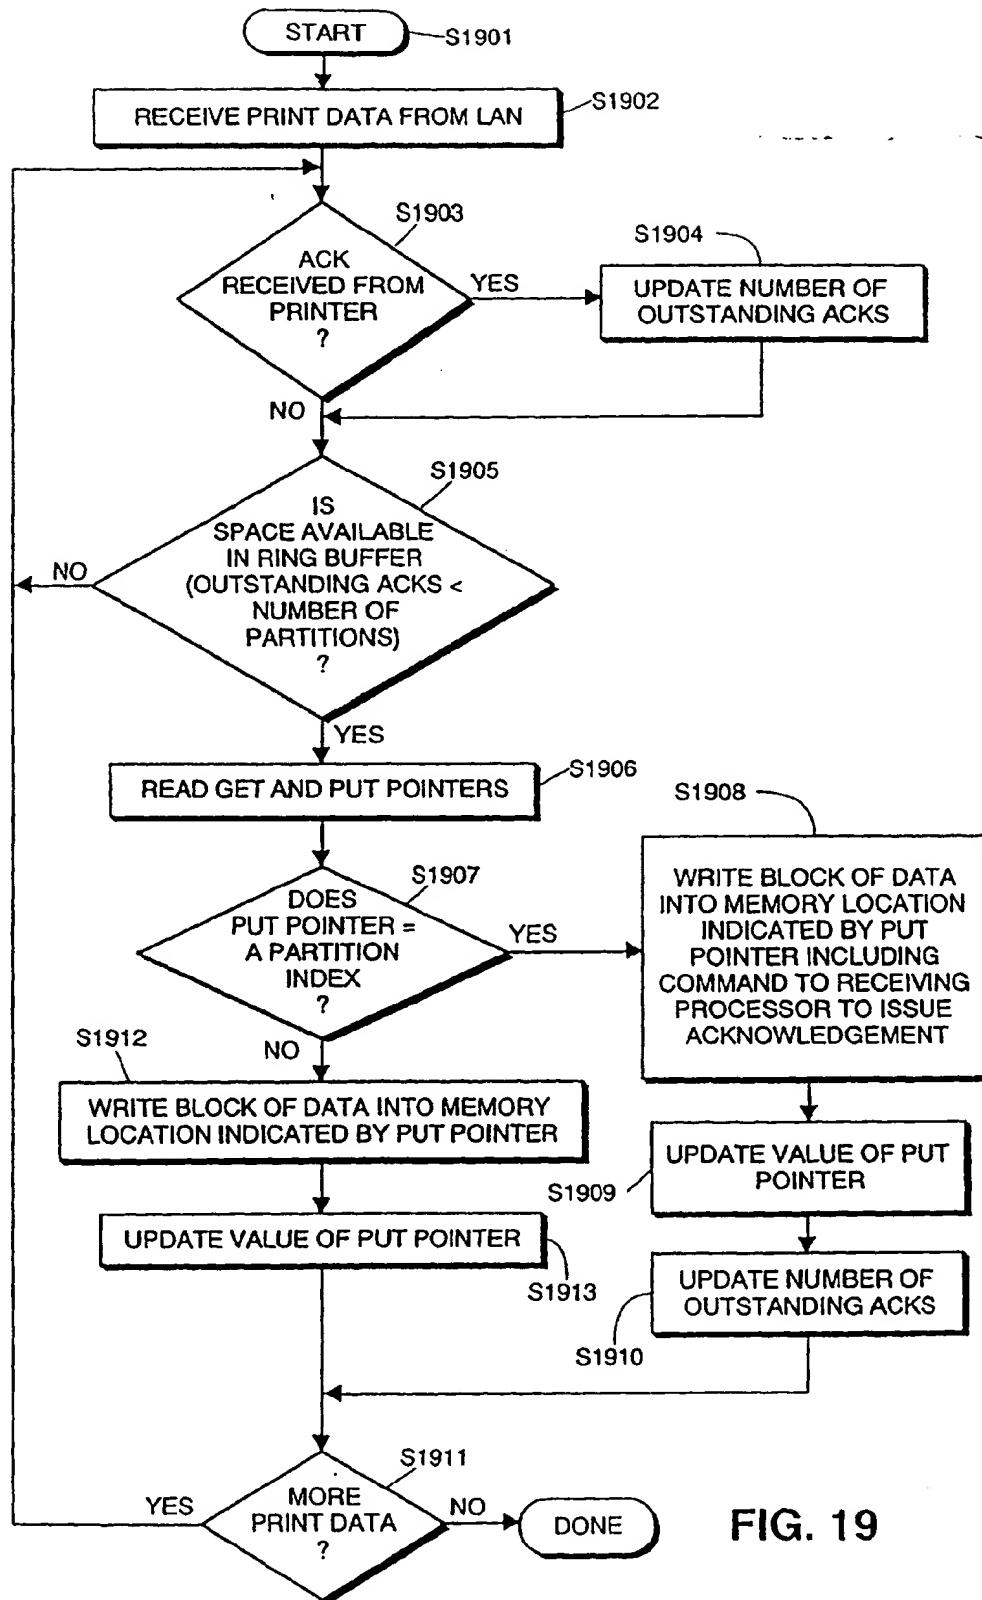 START
S1901
RECEIVE PRINT DATA FROM LAN
S1902
S1903
ACK
RECEIVED FROM
PRINTER
?
YES
S1904
UPDATE NUMBER OF
OUTSTANDING ACKS
NO
S1905
IS
SPACE AVAILABLE
IN RING BUFFER
(OUTSTANDING ACKS <
NUMBER OF
PARTITIONS)
?
NO
YES
READ GET AND PUT POINTERS
S1906
S1907
DOES
PUT POINTER =
A PARTITION
INDEX
?
YES
S1908
WRITE BLOCK OF DATA
INTO MEMORY LOCATION
INDICATED BY PUT
POINTER INCLUDING
COMMAND TO RECEIVING
PROCESSOR TO ISSUE
ACKNOWLEDGEMENT
NO
S1912
WRITE BLOCK OF DATA INTO MEMORY
LOCATION INDICATED BY PUT POINTER
UPDATE VALUE OF PUT
POINTER
S1909
UPDATE VALUE OF PUT POINTER
S1913
UPDATE NUMBER OF
OUTSTANDING ACKS
S1910
S1911
MORE
PRINT DATA
?
YES
NO
DONE
FIG. 19